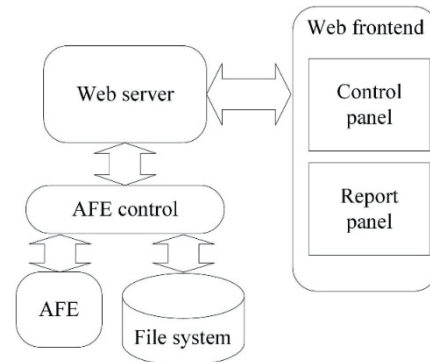 Web frontend
Web server
Control
panel
AFE control
Report
panel
AFE
File system